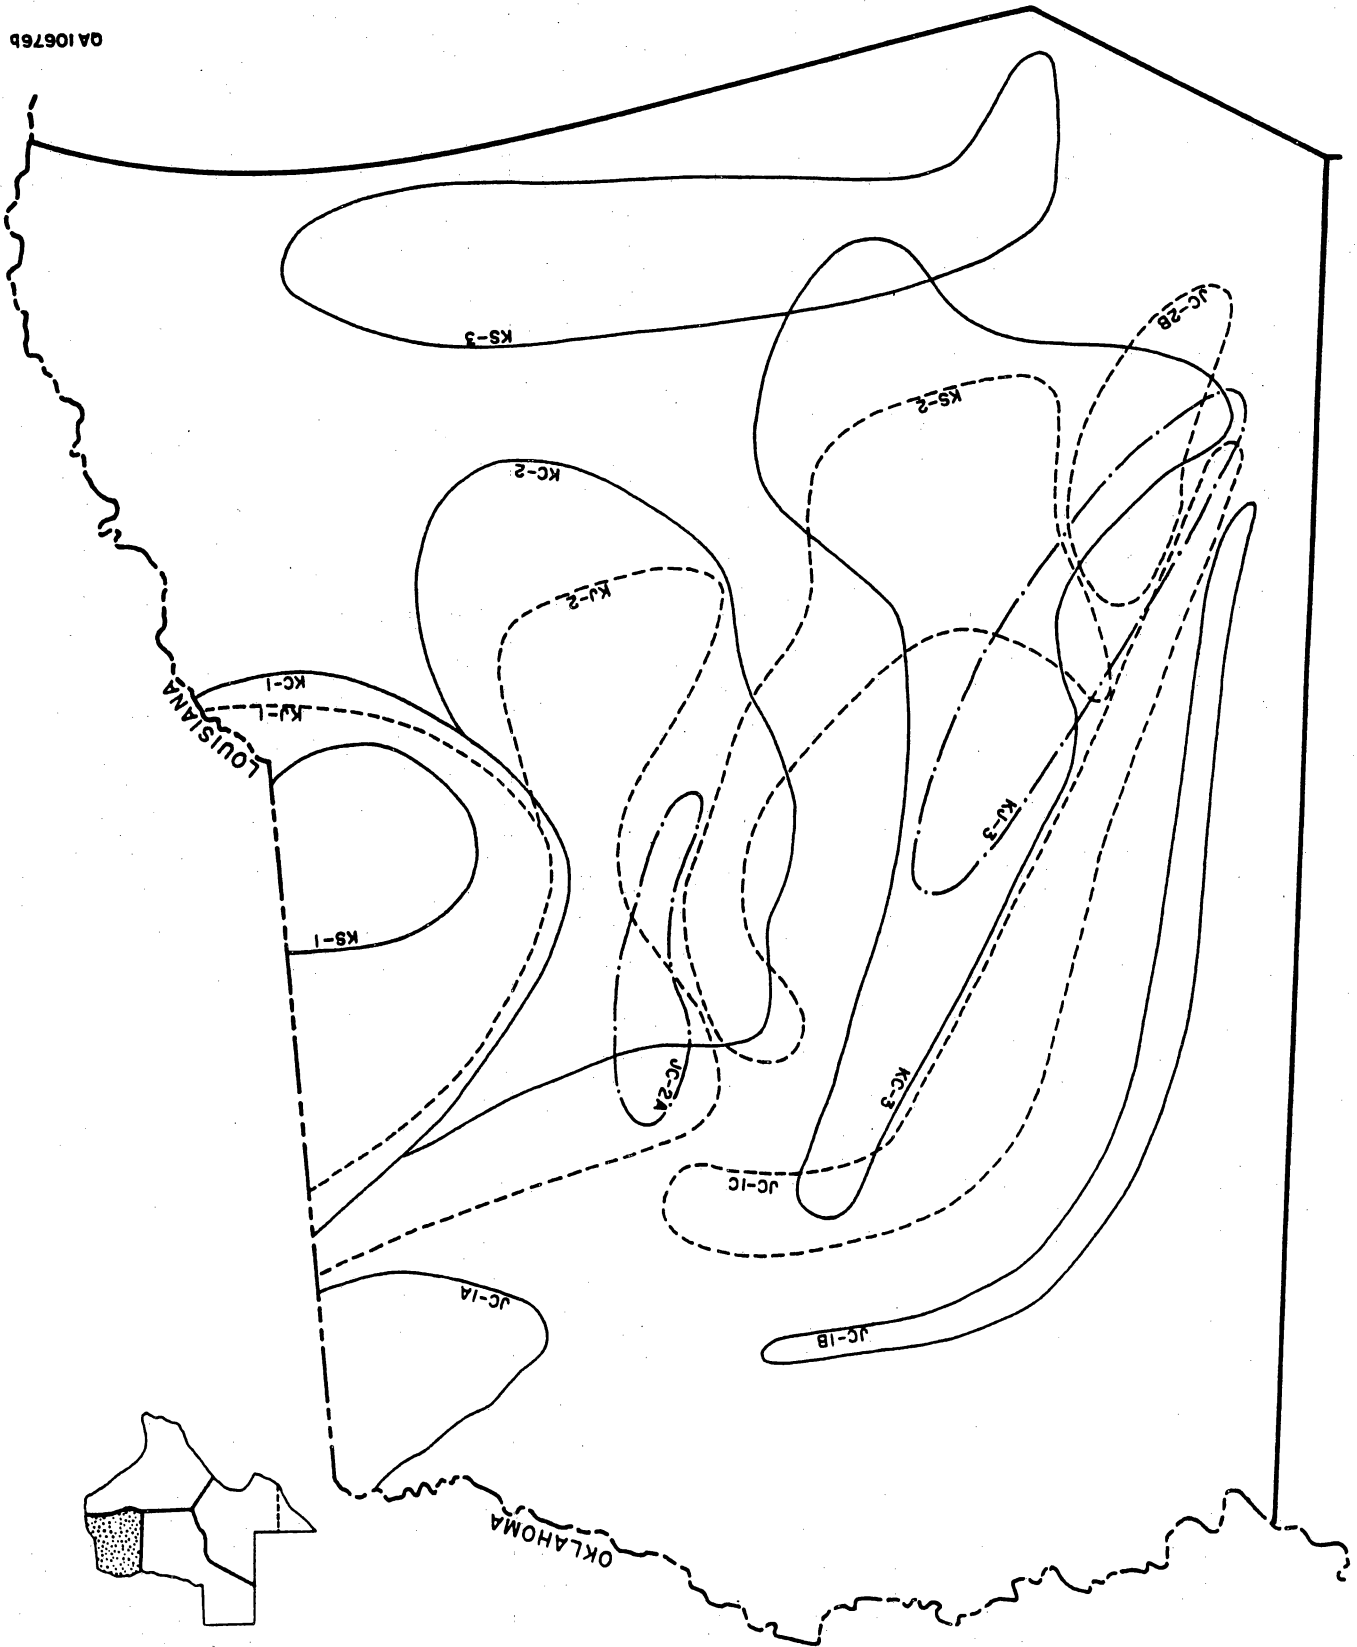 OKLAHOMA
JC-1B
JC-1A
JC-1C
KC-3
JC-2A
KS-1
KJ-3
LOUISIANA
KJ-1
KC-1
KJ-2
KC-2
KS-2
KS-3
JC-2B
QA10676b